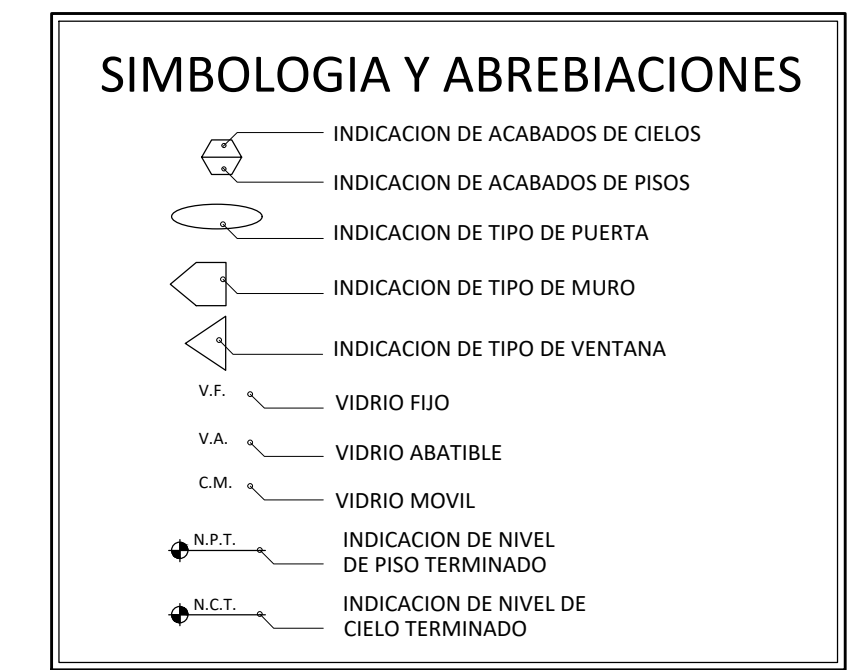 SIMBOLOGIA Y ABREBIACIONES
INDICACION DE ACABADOS DE CIELOS
INDICACION DE ACABADOS DE PISOS
INDICACION DE TIPO DE PUERTA
INDICACION DE TIPO DE MURO
INDICACION DE TIPO DE VENTANA
V.F. VIDRIO FIJO
V.A. VIDRIO ABATIBLE
C.M. VIDRIO MOVIL
N.P.T. INDICACION DE NIVEL
DE PISO TERMINADO
N.C.T. INDICACION DE NIVEL DE
CIELO TERMINADO